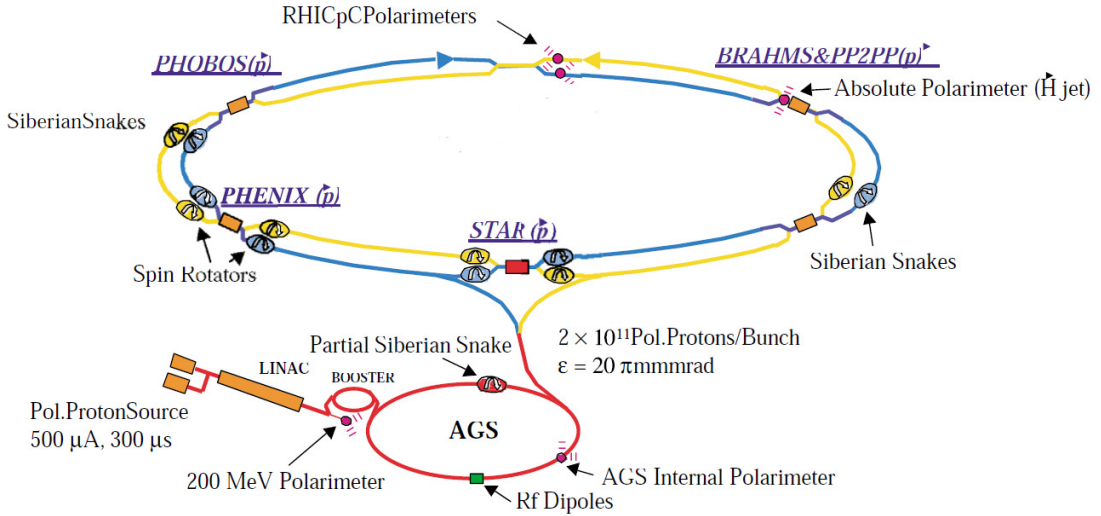 RHICpCPolarimeters
PHOBOS(p)
BRAHMS&PP2PP(p)
Absolute Polarimeter (H jet)
SiberianSnakes
PHENIX (p)
STAR (p)
Siberian Snakes
Spin Rotators
2 × 10¹¹Pol.Protons/Bunch
ε = 20 πmmmrad
Partial Siberian Snake
LINAC
BOOSTER
Pol.ProtonSource
500 μA, 300 μs
AGS
200 MeV Polarimeter
AGS Internal Polarimeter
Rf Dipoles